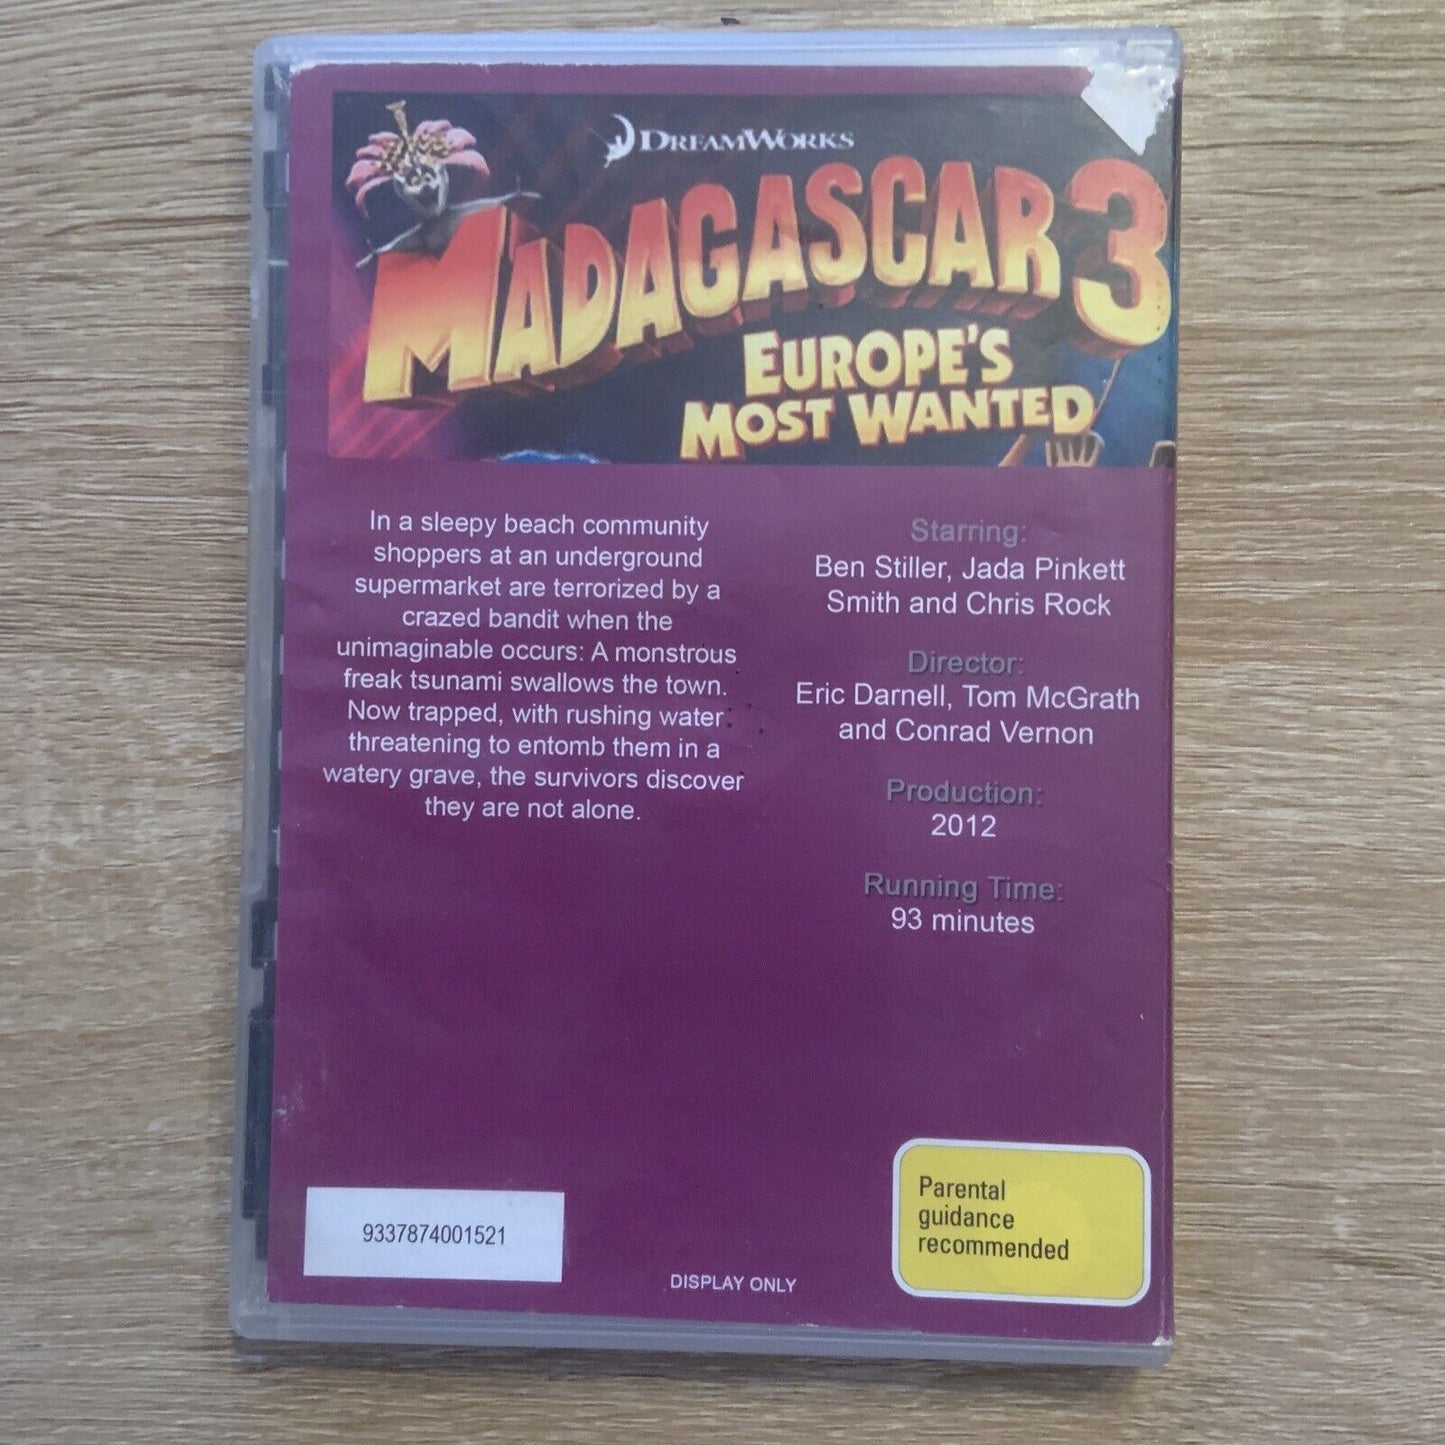 DREAMWORKS
MADAGASCAR 3
EUROPE'S
MOST WANTED
In a sleepy beach community
shoppers at an underground
supermarket are terrorized by a
crazed bandit when the
unimaginable occurs: A monstrous
freak tsunami swallows the town.
Now trapped, with rushing water
threatening to entomb them in a
watery grave, the survivors discover
they are not alone.
Starring:
Ben Stiller, Jada Pinkett
Smith and Chris Rock
Director:
Eric Darnell, Tom McGrath
and Conrad Vernon
Production:
2012
Running Time:
93 minutes
9337874001521
DISPLAY ONLY
Parental
guidance
recommended